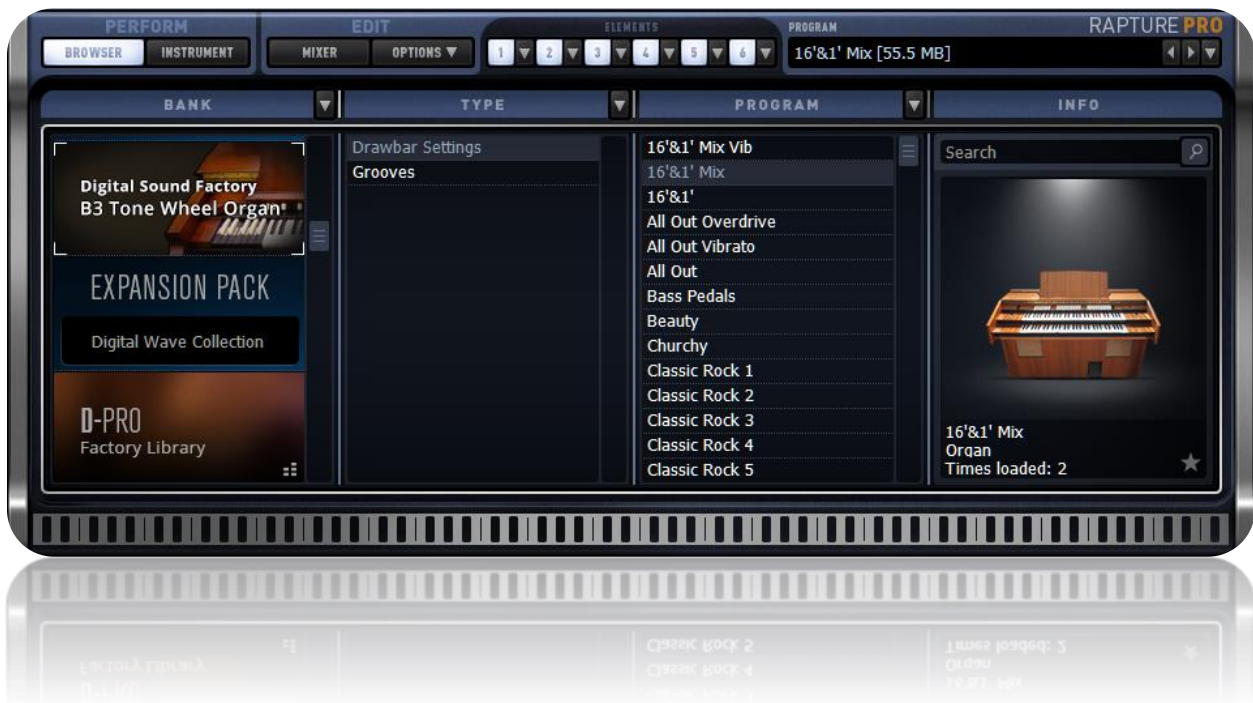 PERFORM
EDIT
ELEMENTS
PROGRAM
RAPTURE PRO
BROWSER
INSTRUMENT
MIXER
OPTIONS
1
2
3
4
5
6
16'&1' Mix [55.5 MB]
BANK
TYPE
PROGRAM
INFO
Digital Sound Factory
B3 Tone Wheel Organ
EXPANSION PACK
Digital Wave Collection
D-PRO
Factory Library
Drawbar Settings
Grooves
16'&1' Mix Vib
16'&1' Mix
16'&1'
All Out Overdrive
All Out Vibrato
All Out
Bass Pedals
Beauty
Churchy
Classic Rock 1
Classic Rock 2
Classic Rock 3
Classic Rock 4
Classic Rock 5
Search
16'&1' Mix
Organ
Times loaded: 2